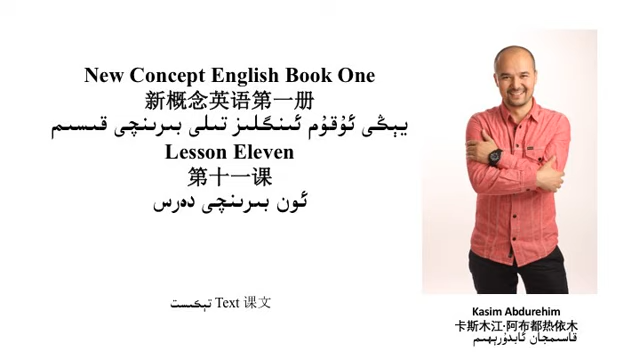 New Concept English Book One
新概念英语第一册
يېڭى ئۇقۇم ئىنگلىز تىلى بىرىنچى قىسىم
Lesson Eleven
第十一课
ئون بىرىنچى دەرس
تېكىست Text 课文
Kasim Abdurehim
卡斯木江·阿布都热依木
قاسىمجان ئابدۇرېھىم